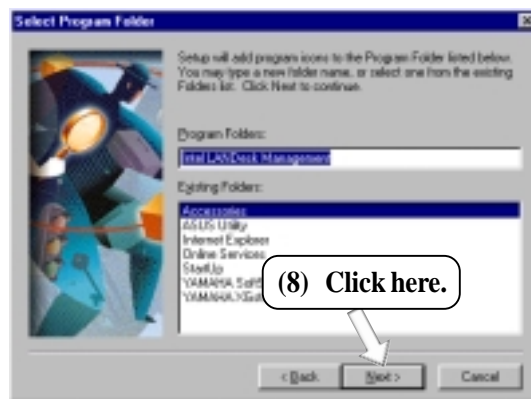 Select Program Folder
Setup will add program icons to the Program Folder listed below.
You may type a new folder name, or select one from the existing
Folders list. Click Next to continue.
Program Folders:
Intel LANDesk Management
Existing Folders:
Accessories
ASUS Utility
Internet Explorer
Online Services
StartUp
YAMAHA
YAMAHA
(8) Click here.
< Back
Next >
Cancel